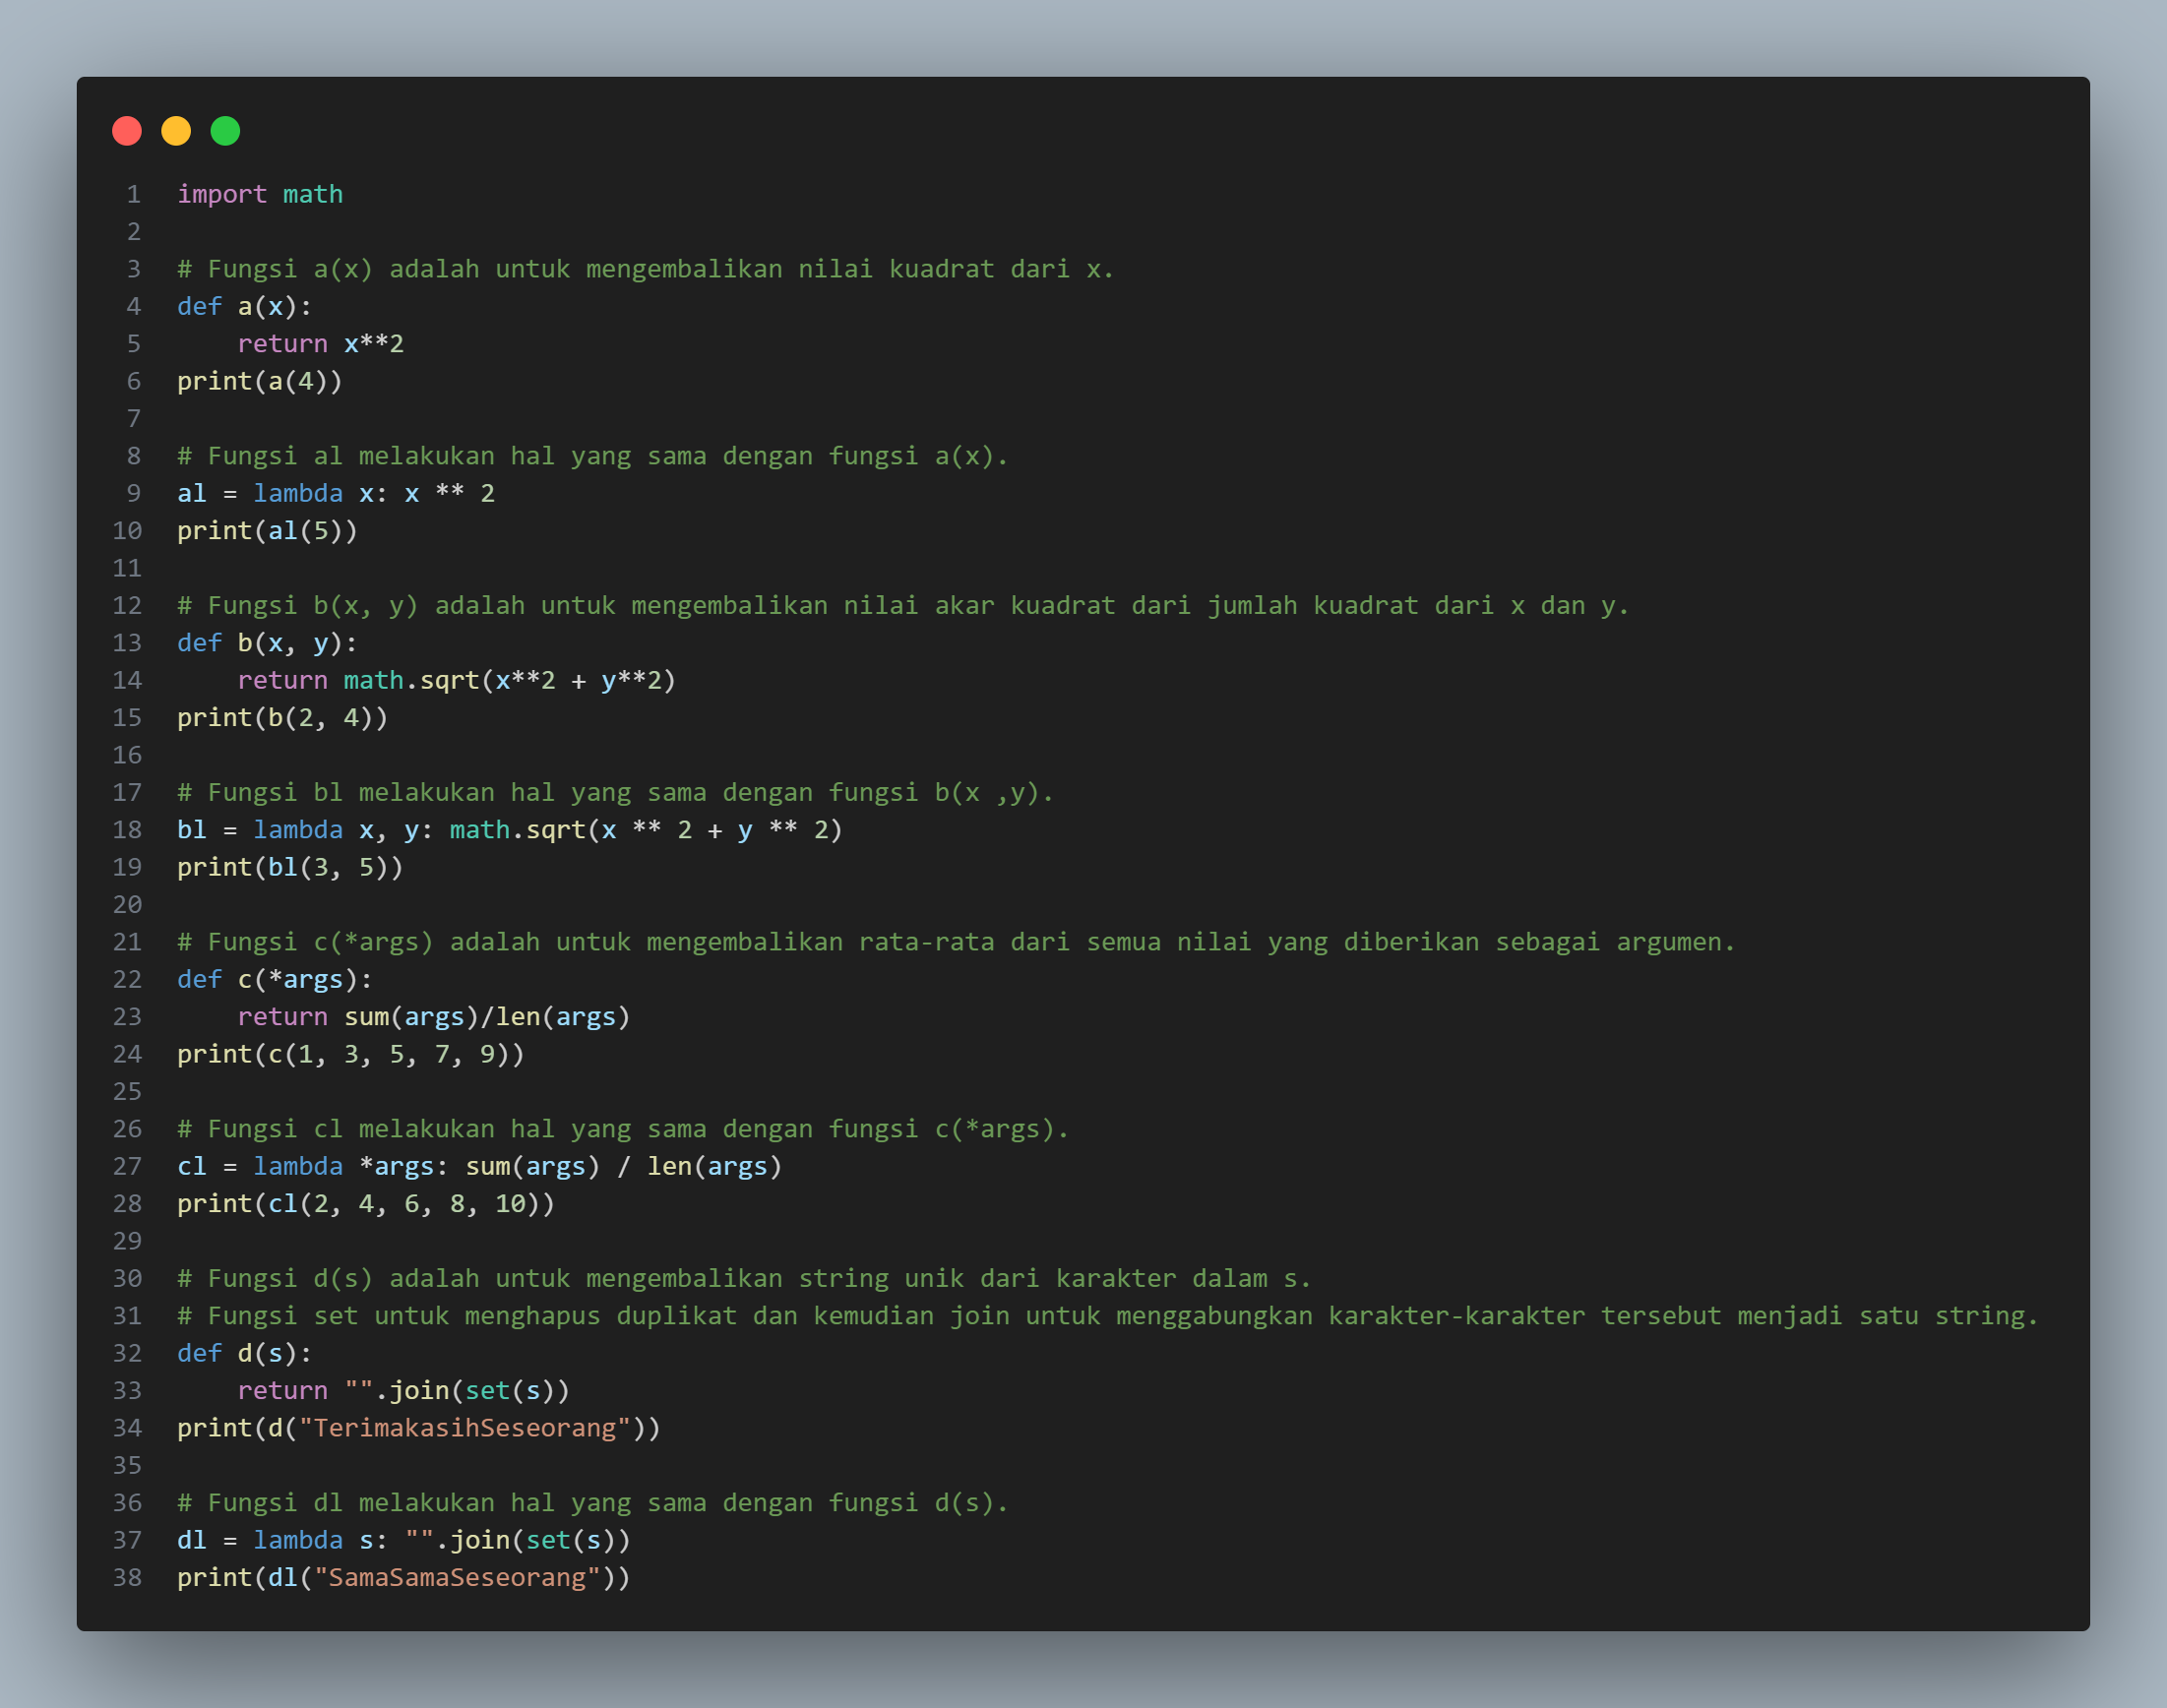 1 import math
2
3 # Fungsi a(x) adalah untuk mengembalikan nilai kuadrat dari x.
4 def a(x):
5     return x**2
6 print(a(4))
7
8 # Fungsi al melakukan hal yang sama dengan fungsi a(x).
9 al = lambda x: x ** 2
10 print(al(5))
11
12 # Fungsi b(x, y) adalah untuk mengembalikan nilai akar kuadrat dari jumlah kuadrat dari x dan y.
13 def b(x, y):
14     return math.sqrt(x**2 + y**2)
15 print(b(2, 4))
16
17 # Fungsi bl melakukan hal yang sama dengan fungsi b(x ,y).
18 bl = lambda x, y: math.sqrt(x ** 2 + y ** 2)
19 print(bl(3, 5))
20
21 # Fungsi c(*args) adalah untuk mengembalikan rata-rata dari semua nilai yang diberikan sebagai argumen.
22 def c(*args):
23     return sum(args)/len(args)
24 print(c(1, 3, 5, 7, 9))
25
26 # Fungsi cl melakukan hal yang sama dengan fungsi c(*args).
27 cl = lambda *args: sum(args) / len(args)
28 print(cl(2, 4, 6, 8, 10))
29
30 # Fungsi d(s) adalah untuk mengembalikan string unik dari karakter dalam s.
31 # Fungsi set untuk menghapus duplikat dan kemudian join untuk menggabungkan karakter-karakter tersebut menjadi satu string.
32 def d(s):
33     return "".join(set(s))
34 print(d("TerimakasihSeseorang"))
35
36 # Fungsi dl melakukan hal yang sama dengan fungsi d(s).
37 dl = lambda s: "".join(set(s))
38 print(dl("SamaSamaSeseorang"))